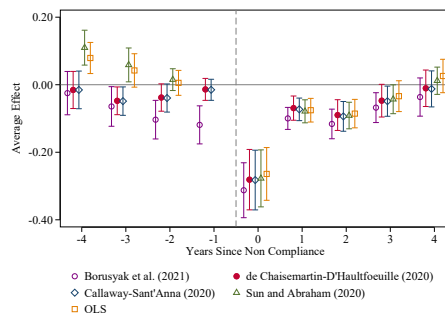 0.20
0.00
-0.20
-0.40
Average Effect
-4 -3 -2 -1 0 1 2 3 4
Years Since Non Compliance
Borusyak et al. (2021) de Chaisemartin-D'Haultfoeuille (2020)
Callaway-Sant'Anna (2020) Sun and Abraham (2020)
OLS